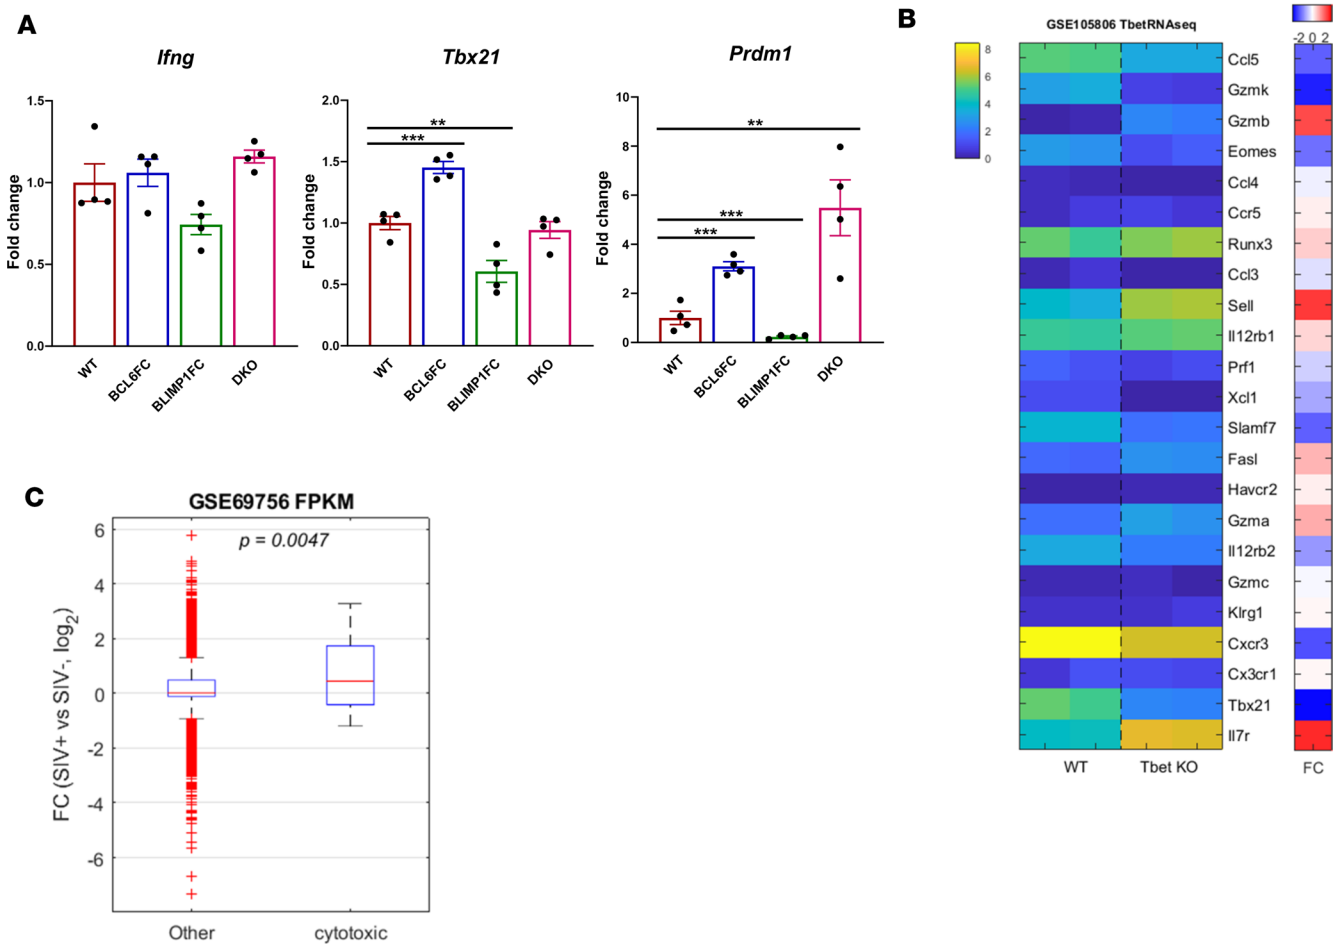 A
Ifng
Fold change
1.5
1.0
0.5
0.0
WT
BCL6FC
BLIMP1FC
DKO
Tbx21
Fold change
2.0
1.5
1.0
0.5
0.0
**
***
WT
BCL6FC
BLIMP1FC
DKO
Prdm1
Fold change
10
8
6
4
2
0
**
***
***
WT
BCL6FC
BLIMP1FC
DKO
B
GSE105806 TbetRNAseq
8
6
4
2
0
-2 0 2
Ccl5
Gzmk
Gzmb
Eomes
Ccl4
Ccr5
Runx3
Ccl3
Sell
Il12rb1
Prf1
Xcl1
Slamf7
Fasl
Havcr2
Gzma
Il12rb2
Gzmc
Klrg1
Cxcr3
Cx3cr1
Tbx21
Il7r
WT Tbet KO FC
C
GSE69756 FPKM
p = 0.0047
FC (SIV+ vs SIV-, log2)
6
4
2
0
-2
-4
-6
Other cytotoxic